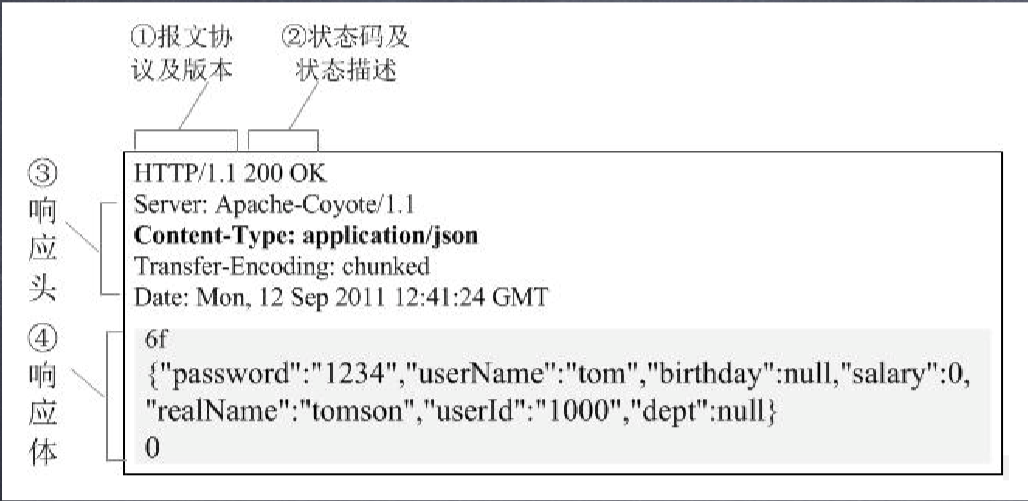 ①报文协
议及版本
②状态码及
状态描述
HTTP/1.1 200 OK
③
响
应
头
Server: Apache-Coyote/1.1
Content-Type: application/json
Transfer-Encoding: chunked
Date: Mon, 12 Sep 2011 12:41:24 GMT
④
响
应
体
6f
{"password":"1234","userName":"tom","birthday":null,"salary":0,
"realName":"tomson","userId":"1000","dept":null}
0